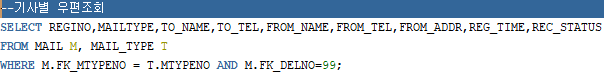 --기사별 우편조회
SELECT REGINO,MAILTYPE,TO_NAME,TO_TEL,FROM_NAME,FROM_TEL,FROM_ADDR,REG_TIME,REC_STATUS
FROM MAIL M, MAIL_TYPE T
WHERE M.FK_MTYPENO = T.MTYPENO AND M.FK_DELNO=99;